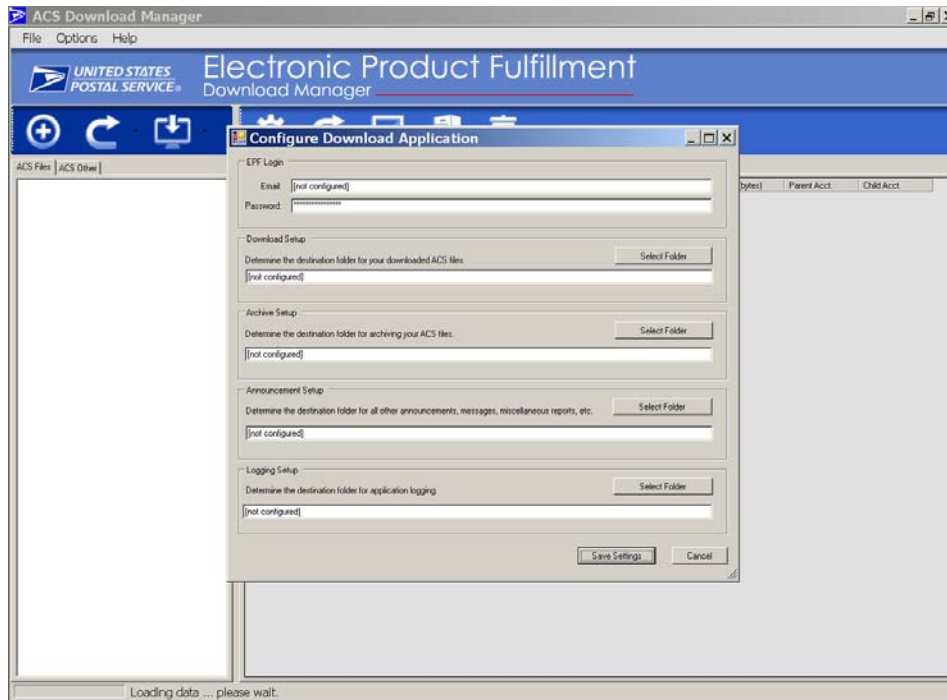 ACS Download Manager
File Options Help
UNITED STATES
POSTAL SERVICE®
Electronic Product Fulfillment
Download Manager
Configure Download Application
ACS Files ACS Other
bytes) Parent Acct. Child Acct.
EPF Login
Email: [not configured]
Password: ****************
Download Setup
Determine the destination folder for your downloaded ACS files.
Select Folder
[not configured]
Archive Setup
Determine the destination folder for archiving your ACS files.
Select Folder
[not configured]
Announcement Setup
Determine the destination folder for all other announcements, messages, miscellaneous reports, etc.
Select Folder
[not configured]
Logging Setup
Determine the destination folder for application logging.
Select Folder
[not configured]
Save Settings Cancel
Loading data ... please wait.